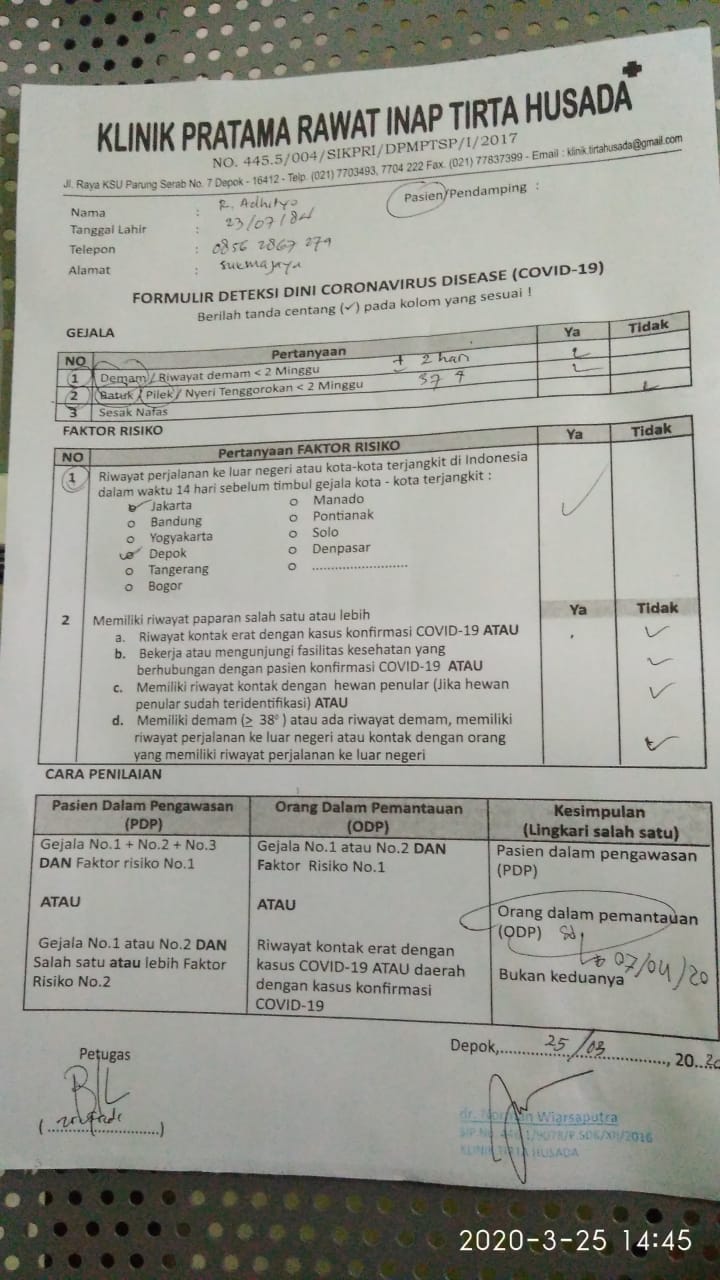 KLINIK PRATAMA RAWAT INAP TIRTA HUSADA
NO. 445.5/004/SIKPRI/DPMPTSP/I/2017
Jl. Raya KSU Parung Serab No. 7 Depok - 16412 - Telp. (021) 7703493, 7704 222 Fax. (021) 77837399 - Email : klinik.tirtahusada@gmail.com
Pasien/Pendamping :
Nama : R. Adhityo
Tanggal Lahir : 23/07/84
Telepon : 0856 2867 279
Alamat : sukmajaya
FORMULIR DETEKSI DINI CORONAVIRUS DISEASE (COVID-19)
Berilah tanda centang (✓) pada kolom yang sesuai !
GEJALA
NO Pertanyaan Ya Tidak
1 Demam / Riwayat demam < 2 Minggu ± 2 hari ✓
2 Batuk / Pilek / Nyeri Tenggorokan < 2 Minggu 37 9 ✓
3 Sesak Nafas ✓
FAKTOR RISIKO
NO Pertanyaan FAKTOR RISIKO Ya Tidak
1 Riwayat perjalanan ke luar negeri atau kota-kota terjangkit di Indonesia ✓
dalam waktu 14 hari sebelum timbul gejala kota - kota terjangkit :
✓ Jakarta o Manado
o Bandung o Pontianak
o Yogyakarta o Solo
✓ Depok o Denpasar
o Tangerang o ........................
o Bogor
2 Memiliki riwayat paparan salah satu atau lebih Ya Tidak
a. Riwayat kontak erat dengan kasus konfirmasi COVID-19 ATAU ✓
b. Bekerja atau mengunjungi fasilitas kesehatan yang
berhubungan dengan pasien konfirmasi COVID-19 ATAU ✓
c. Memiliki riwayat kontak dengan hewan penular (Jika hewan
penular sudah teridentifikasi) ATAU ✓
d. Memiliki demam (≥ 38°) atau ada riwayat demam, memiliki
riwayat perjalanan ke luar negeri atau kontak dengan orang ✓
yang memiliki riwayat perjalanan ke luar negeri
CARA PENILAIAN
Pasien Dalam Pengawasan (PDP)
Gejala No.1 + No.2 + No.3
DAN Faktor risiko No.1
ATAU
Gejala No.1 atau No.2 DAN
Salah satu atau lebih Faktor
Risiko No.2
Orang Dalam Pemantauan (ODP)
Gejala No.1 atau No.2 DAN
Faktor Risiko No.1
ATAU
Riwayat kontak erat dengan
kasus COVID-19 ATAU daerah
dengan kasus konfirmasi
COVID-19
Kesimpulan
(Lingkari salah satu)
Pasien dalam pengawasan
(PDP)
Orang dalam pemantauan
(ODP) sd.
07/04/20
Bukan keduanya
Depok, 25/03, 2020
Petugas
dr. Norman Wiarsaputra
KLINIK TIRTA HUSADA
2020-3-25 14:45